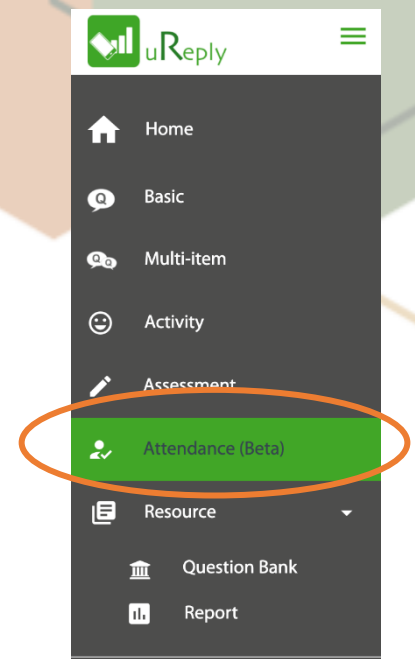 uReply
Home
Basic
Multi-item
Activity
Assessment
Attendance (Beta)
Resource
Question Bank
Report